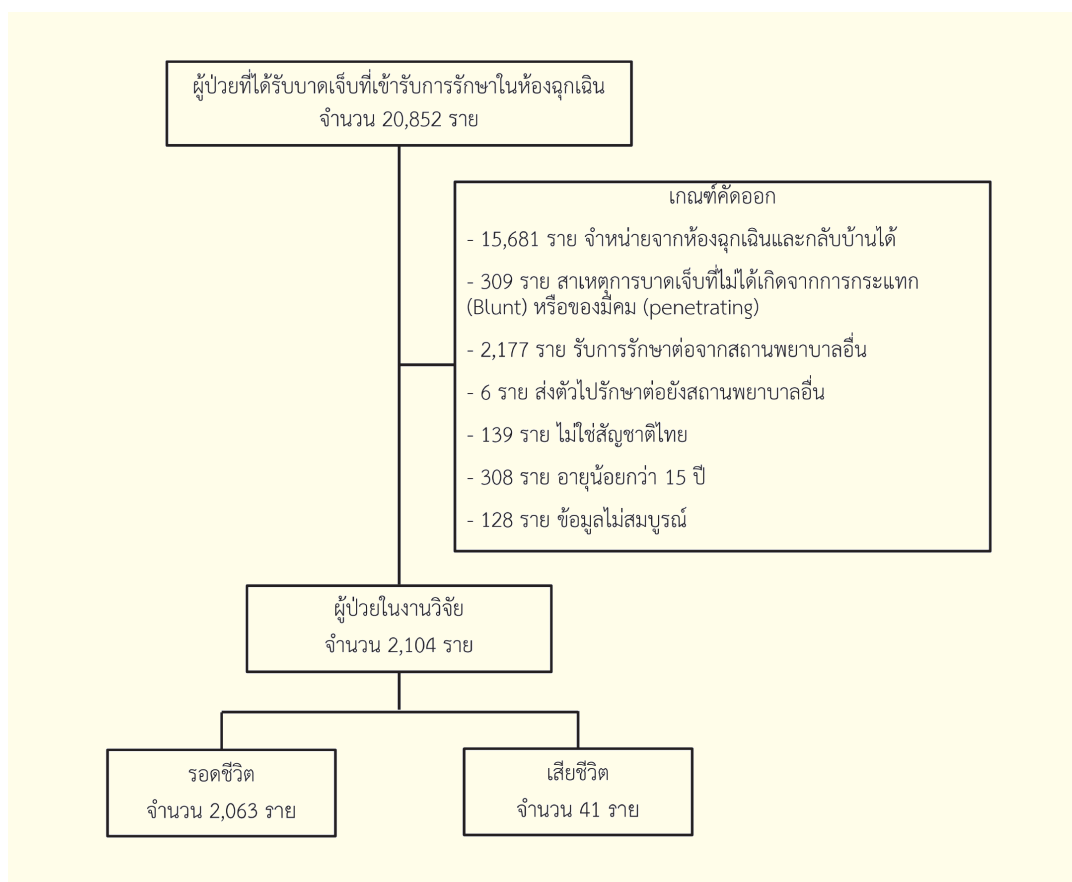 ผู้ป่วยที่ได้รับบาดเจ็บที่เข้ารับการรักษาในห้องฉุกเฉิน
จำนวน 20,852 ราย
เกณฑ์คัดออก
- 15,681 ราย จำหน่ายจากห้องฉุกเฉินและกลับบ้านได้
- 309 ราย สาเหตุการบาดเจ็บที่ไม่ได้เกิดจากการกระแทก
(Blunt) หรือของมีคม (penetrating)
- 2,177 ราย รับการรักษาต่อจากสถานพยาบาลอื่น
- 6 ราย ส่งตัวไปรักษาต่อยังสถานพยาบาลอื่น
- 139 ราย ไม่ใช่สัญชาติไทย
- 308 ราย อายุน้อยกว่า 15 ปี
- 128 ราย ข้อมูลไม่สมบูรณ์
ผู้ป่วยในงานวิจัย
จำนวน 2,104 ราย
รอดชีวิต
จำนวน 2,063 ราย
เสียชีวิต
จำนวน 41 ราย